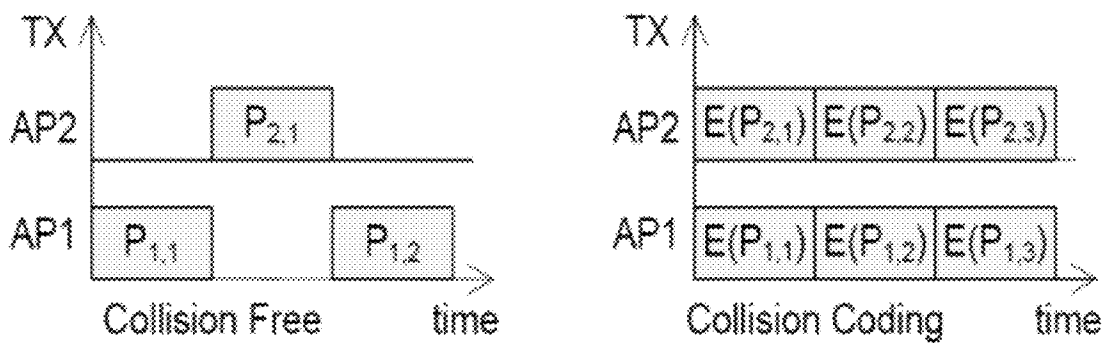 TX
AP2
P2,1
AP1
P1,1
P1,2
Collision Free
time
TX
AP2
E(P2,1) E(P2,2) E(P2,3)
AP1
E(P1,1) E(P1,2) E(P1,3)
Collision Coding
time